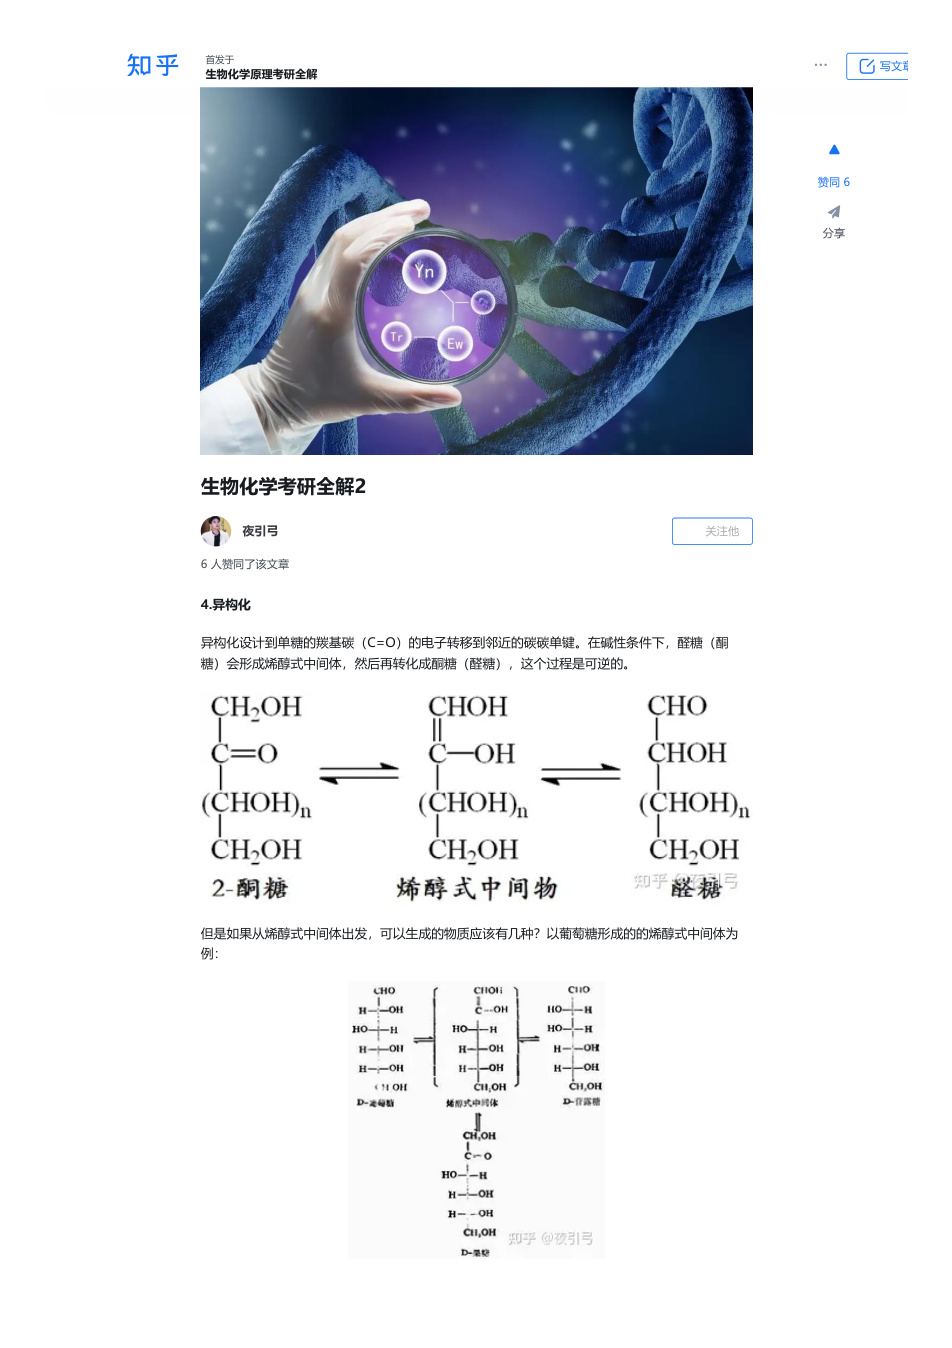 知乎
首发于
生物化学原理考研全解
写文章
赞同 6
分享
Yn
Tr
Ew
生物化学考研全解2
夜引弓
关注他
6 人赞同了该文章
4.异构化
异构化设计到单糖的羰基碳（C=O）的电子转移到邻近的碳碳单键。在碱性条件下，醛糖（酮
糖）会形成烯醇式中间体，然后再转化成酮糖（醛糖），这个过程是可逆的。
CH₂OH CHOH CHO
C=O C—OH CHOH
(CHOH)n (CHOH)n (CHOH)n
CH₂OH CH₂OH CH₂OH
2-酮糖 烯醇式中间物 醛糖
知乎 @夜引弓
但是如果从烯醇式中间体出发，可以生成的物质应该有几种？以葡萄糖形成的的烯醇式中间体为
例：
CHO CHOH CHO
H—OH C—OH HO—H
HO—H HO—H HO—H
H—OH H—OH H—OH
H—OH H—OH H—OH
CH₂OH CH₂OH CH₂OH
D-葡萄糖 烯醇式中间体 D-甘露糖
CH₂OH
C=O
HO—H
H—OH
H—OH
CH₂OH
知乎 @夜引弓
D-果糖